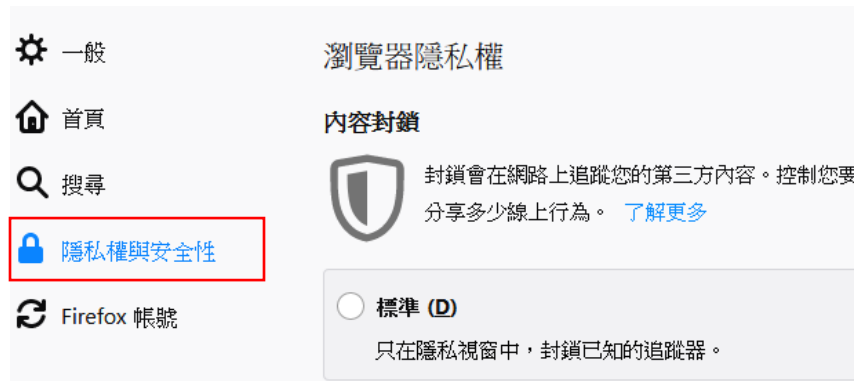 一般
首頁
搜尋
隱私權與安全性
Firefox 帳號
瀏覽器隱私權
內容封鎖
封鎖會在網路上追蹤您的第三方內容。控制您要
分享多少線上行為。 了解更多
標準 (D)
只在隱私視窗中，封鎖已知的追蹤器。